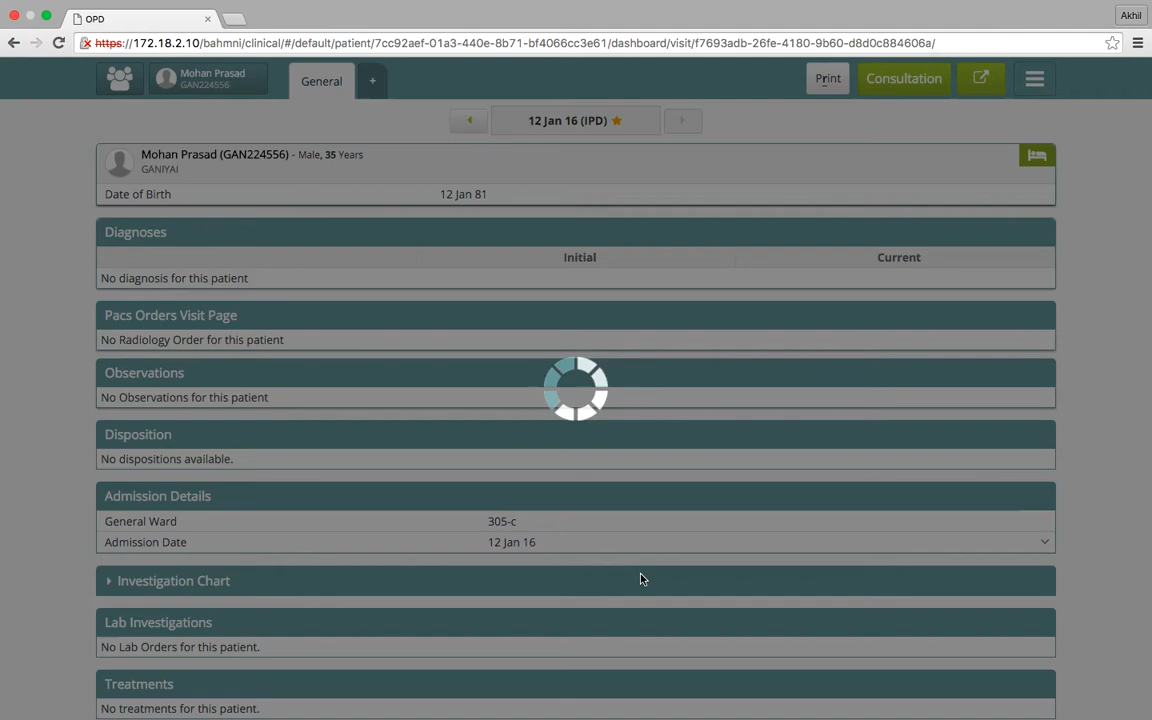 OPD
Akhil
https://172.18.2.10/bahmni/clinical/#/default/patient/7cc92aef-01a3-440e-8b71-bf4066cc3e61/dashboard/visit/f7693adb-26fe-4180-9b60-d8d0c884606a/
Mohan Prasad
GAN224556
General
+
Print
Consultation
12 Jan 16 (IPD)
Mohan Prasad (GAN224556) - Male, 35 Years
GANIYAI
Date of Birth 12 Jan 81
Diagnoses
Initial Current
No diagnosis for this patient
Pacs Orders Visit Page
No Radiology Order for this patient
Observations
No Observations for this patient
Disposition
No dispositions available.
Admission Details
General Ward 305-c
Admission Date 12 Jan 16
Investigation Chart
Lab Investigations
No Lab Orders for this patient.
Treatments
No treatments for this patient.